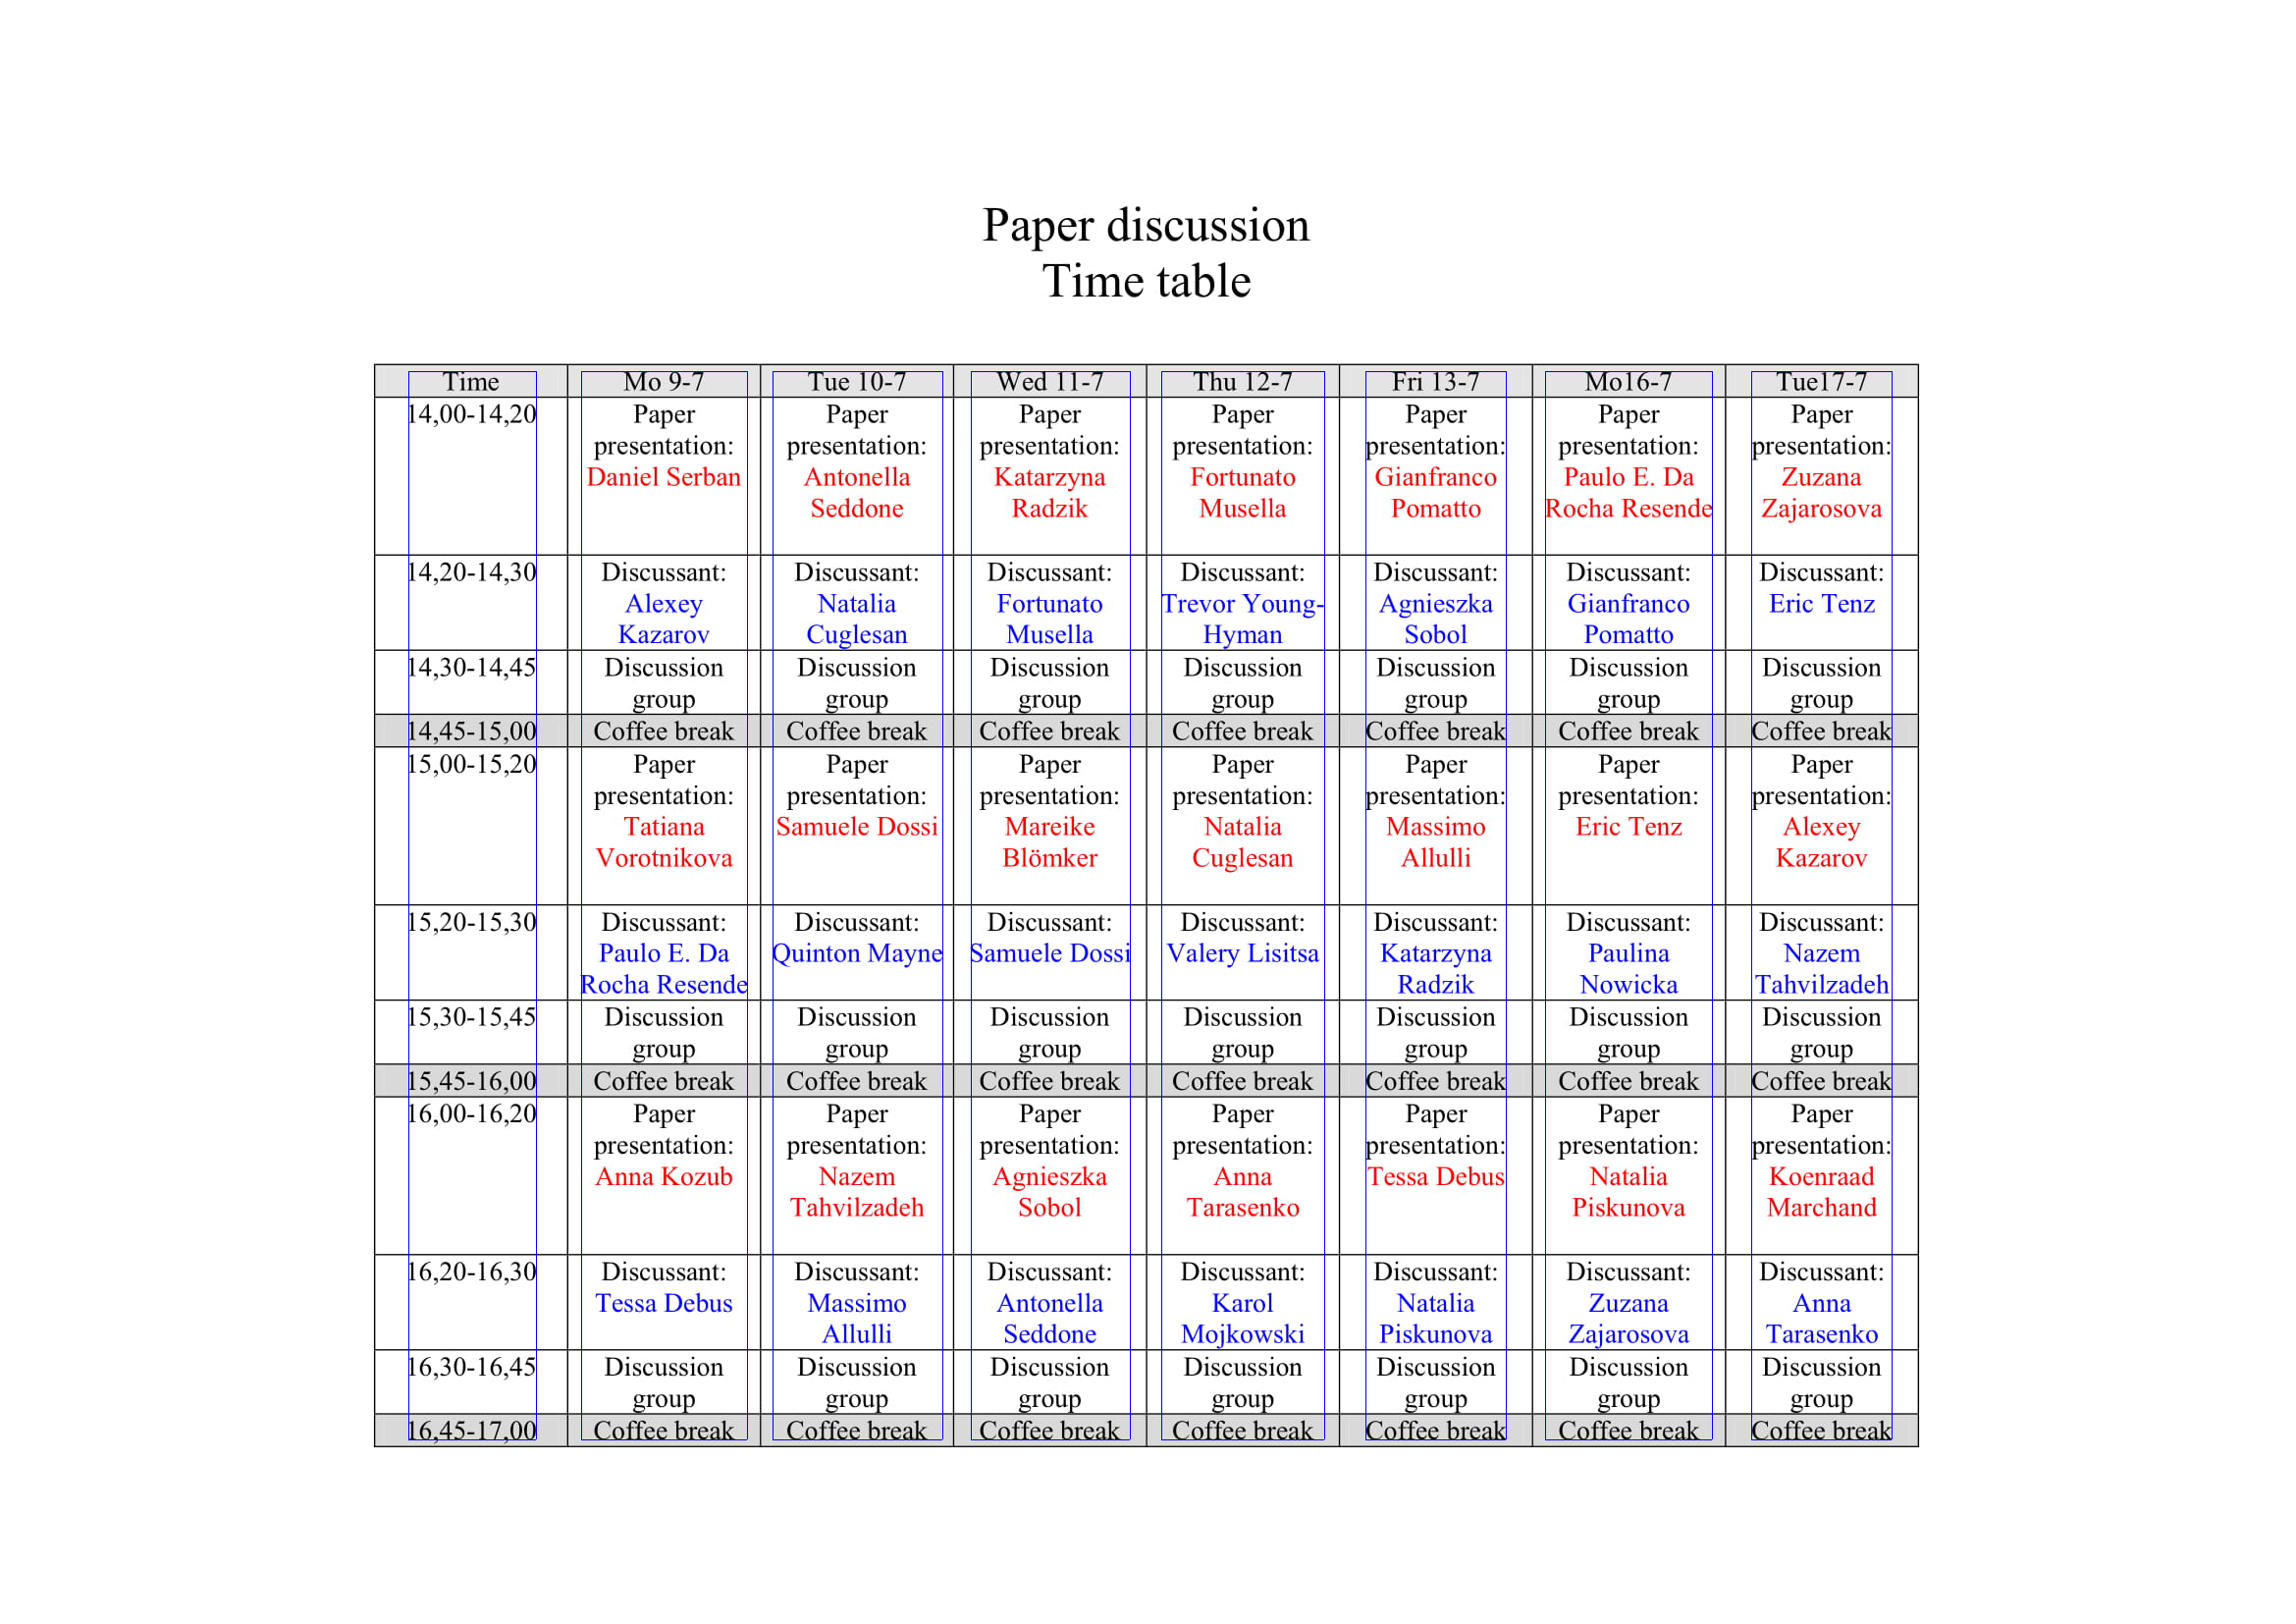 Paper discussion
Time table
Time Mo 9-7 Tue 10-7 Wed 11-7 Thu 12-7 Fri 13-7 Mo16-7 Tue17-7
14,00-14,20 Paper Paper Paper Paper Paper Paper Paper
presentation: presentation: presentation: presentation: presentation: presentation: presentation:
Daniel Serban Antonella Katarzyna Fortunato Gianfranco Paulo E. Da Zuzana
Seddone Radzik Musella Pomatto Rocha Resende Zajarosova
14,20-14,30 Discussant: Discussant: Discussant: Discussant: Discussant: Discussant: Discussant:
Alexey Natalia Fortunato Trevor Young- Agnieszka Gianfranco Eric Tenz
Kazarov Cuglesan Musella Hyman Sobol Pomatto
14,30-14,45 Discussion Discussion Discussion Discussion Discussion Discussion Discussion
group group group group group group group
14,45-15,00 Coffee break Coffee break Coffee break Coffee break Coffee break Coffee break Coffee break
15,00-15,20 Paper Paper Paper Paper Paper Paper Paper
presentation: presentation: presentation: presentation: presentation: presentation: presentation:
Tatiana Samuele Dossi Mareike Natalia Massimo Eric Tenz Alexey
Vorotnikova Blömker Cuglesan Allulli Kazarov
15,20-15,30 Discussant: Discussant: Discussant: Discussant: Discussant: Discussant: Discussant:
Paulo E. Da Quinton Mayne Samuele Dossi Valery Lisitsa Katarzyna Paulina Nazem
Rocha Resende Radzik Nowicka Tahvilzadeh
15,30-15,45 Discussion Discussion Discussion Discussion Discussion Discussion Discussion
group group group group group group group
15,45-16,00 Coffee break Coffee break Coffee break Coffee break Coffee break Coffee break Coffee break
16,00-16,20 Paper Paper Paper Paper Paper Paper Paper
presentation: presentation: presentation: presentation: presentation: presentation: presentation:
Anna Kozub Nazem Agnieszka Anna Tessa Debus Natalia Koenraad
Tahvilzadeh Sobol Tarasenko Piskunova Marchand
16,20-16,30 Discussant: Discussant: Discussant: Discussant: Discussant: Discussant: Discussant:
Tessa Debus Massimo Antonella Karol Natalia Zuzana Anna
Allulli Seddone Mojkowski Piskunova Zajarosova Tarasenko
16,30-16,45 Discussion Discussion Discussion Discussion Discussion Discussion Discussion
group group group group group group group
16,45-17,00 Coffee break Coffee break Coffee break Coffee break Coffee break Coffee break Coffee break